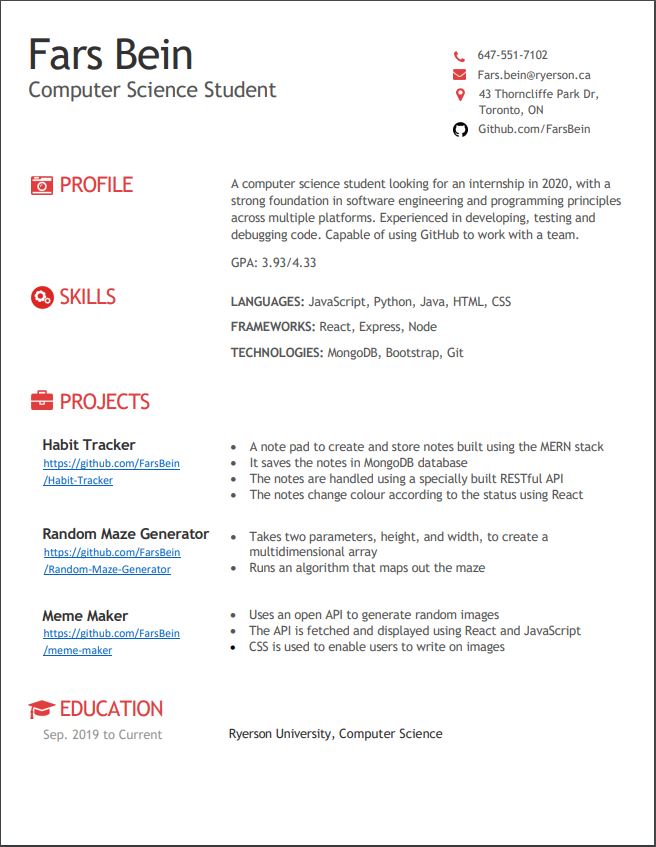 Fars Bein
Computer Science Student
647-551-7102
Fars.bein@ryerson.ca
43 Thorncliffe Park Dr,
Toronto, ON
Github.com/FarsBein
PROFILE
A computer science student looking for an internship in 2020, with a
strong foundation in software engineering and programming principles
across multiple platforms. Experienced in developing, testing and
debugging code. Capable of using GitHub to work with a team.
GPA: 3.93/4.33
SKILLS
LANGUAGES: JavaScript, Python, Java, HTML, CSS
FRAMEWORKS: React, Express, Node
TECHNOLOGIES: MongoDB, Bootstrap, Git
PROJECTS
Habit Tracker
https://github.com/FarsBein
/Habit-Tracker
• A note pad to create and store notes built using the MERN stack
• It saves the notes in MongoDB database
• The notes are handled using a specially built RESTful API
• The notes change colour according to the status using React
Random Maze Generator
https://github.com/FarsBein
/Random-Maze-Generator
• Takes two parameters, height, and width, to create a
multidimensional array
• Runs an algorithm that maps out the maze
Meme Maker
https://github.com/FarsBein
/meme-maker
• Uses an open API to generate random images
• The API is fetched and displayed using React and JavaScript
• CSS is used to enable users to write on images
EDUCATION
Sep. 2019 to Current
Ryerson University, Computer Science